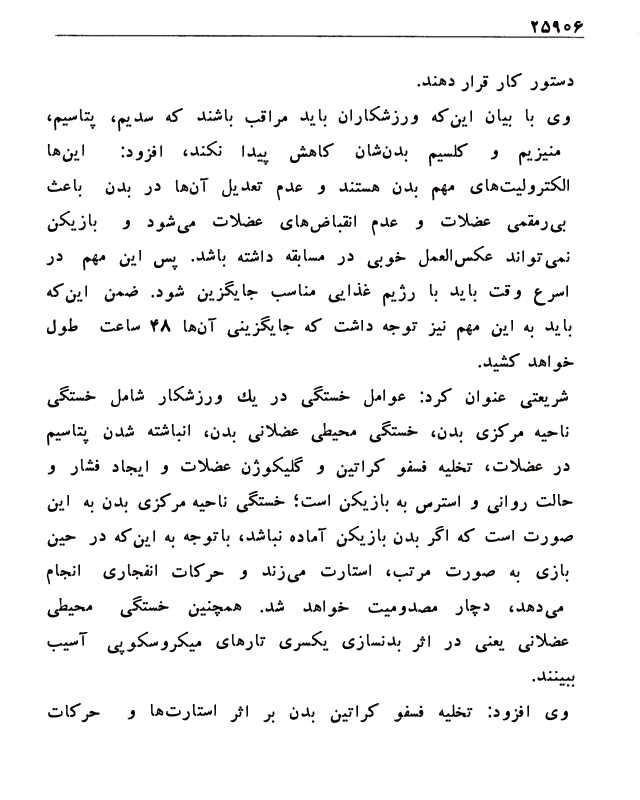 ۲۵۹۰۶
دستور کار قرار دهند.
وی با بیان این‌که ورزشکاران باید مراقب باشند که سدیم، پتاسیم،
منیزیم و کلسیم بدن‌شان کاهش پیدا نکند، افزود: این‌ها
الکترولیت‌های مهم بدن هستند و عدم تعدیل آن‌ها در بدن باعث
بی‌رمقمی عضلات و عدم انقباض‌های عضلات می‌شود و بازیکن
نمی‌تواند عکس‌العمل خوبی در مسابقه داشته باشد. پس این مهم در
اسرع وقت باید با رژیم غذایی مناسب جایگزین شود. ضمن این‌که
باید به این مهم نیز توجه داشت که جایگزینی آن‌ها ۴۸ ساعت طول
خواهد کشید.
شریعتی عنوان کرد: عوامل خستگی در یك ورزشکار شامل خستگی
ناحیه مرکزی بدن، خستگی محیطی عضلانی بدن، انباشته شدن پتاسیم
در عضلات، تخلیه فسفو کراتین و گلیکوژن عضلات و ایجاد فشار و
حالت روانی و استرس به بازیکن است؛ خستگی ناحیه مرکزی بدن به این
صورت است که اگر بدن بازیکن آماده نباشد، باتوجه به این‌که در حین
بازی به صورت مرتب، استارت می‌زند و حرکات انفجاری انجام
می‌دهد، دچار مصدومیت خواهد شد. همچنین خستگی محیطی
عضلانی یعنی در اثر بدنسازی یکسری تارهای میکروسکوپی آسیب
ببینند.
وی افزود: تخلیه فسفو کراتین بدن بر اثر استارت‌ها و حرکات